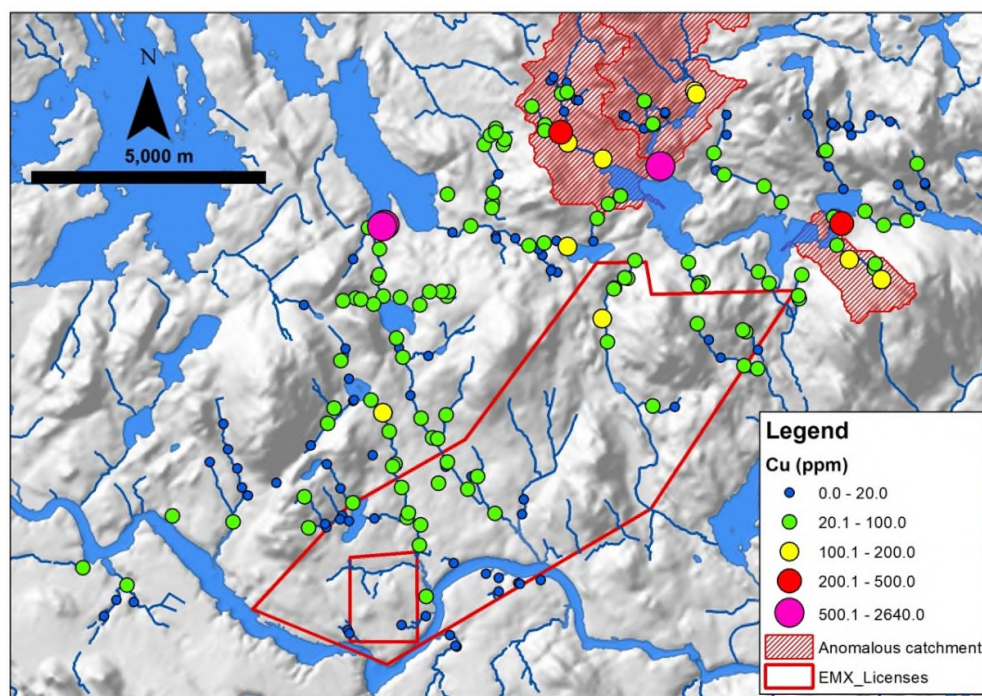 N
5,000 m
Legend
Cu (ppm)
0.0 - 20.0
20.1 - 100.0
100.1 - 200.0
200.1 - 500.0
500.1 - 2640.0
Anomalous catchment
EMX_Licenses